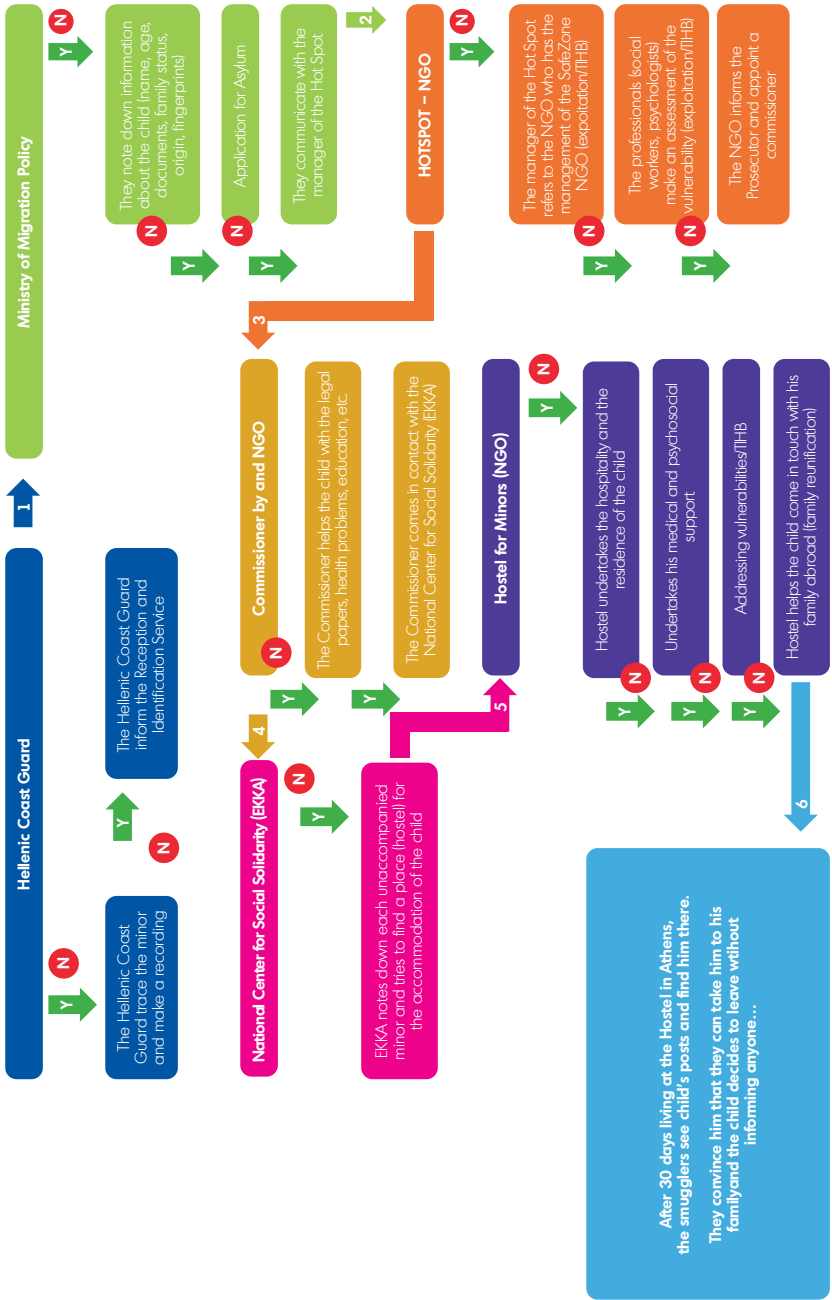 Hellenic Coast Guard
Y
N
The Hellenic Coast
Guard trace the minor
and make a recording
Y
N
The Hellenic Coast Guard
inform the Reception and
Identification Service
1
Ministry of Migration Policy
Y
N
They note down information
about the child (name, age,
documents, family status,
origin, fingerprints)
Y
N
Application for Asylum
Y
N
They communicate with the
manager of the Hot Spot
2
HOTSPOT – NGO
Y
N
The manager of the Hot Spot
refers to the NGO who has the
management of the SafeZone
NGO (expoitation/TIHB)
Y
N
The professionals (social
workers, psychologists)
make an assessment of the
vulnerability (exploitation/TIHB)
Y
N
The NGO informs the
Prosecutor and appoint a
commissioner
3
Commissioner by and NGO
Y
N
The Commissioner helps the child with the legal
papers, health problems, education, etc.
Y
The Commissioner comes in contact with the
National Center for Social Solidarity (EKKA)
4
National Center for Social Solidarity (EKKA)
Y
N
EKKA notes down each unaccompanied
minor and tries to find a place (hostel) for
the accommodation of the child
5
Hostel for Minors (NGO)
Y
N
Hostel undertakes the hospitality and the
residence of the child
Y
N
Undertakes his medical and psychosocial
support
Y
N
Addressing vulnerabilities/TIHB
Y
N
Hostel helps the child come in touch with his
family abroad (family reunification)
6
After 30 days living at the Hostel in Athens,
the smugglers see child's posts and find him there.
They convince him that they can take him to his
familyand the child decides to leave wtihout
informing anyone...